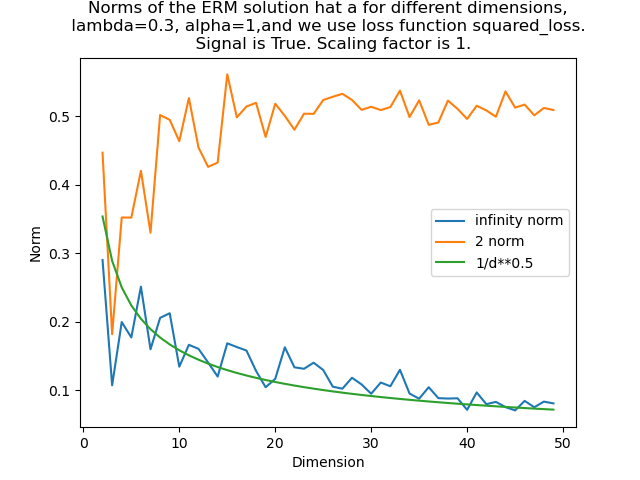 Norms of the ERM solution hat a for different dimensions,
lambda=0.3, alpha=1,and we use loss function squared_loss.
Signal is True. Scaling factor is 1.
Norm
0.5
0.4
0.3
0.2
0.1
infinity norm
2 norm
1/d**0.5
0 10 20 30 40 50
Dimension